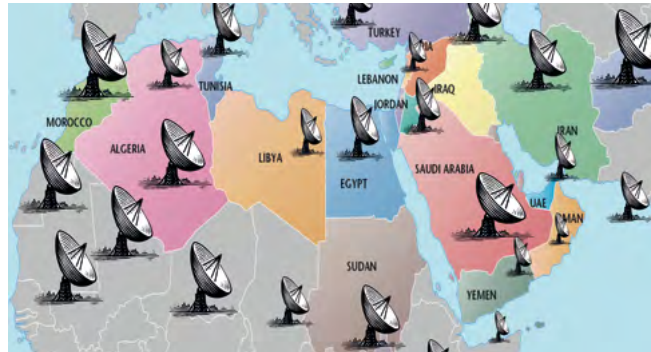 TURKEY
TUNISIA
LEBANON
IRAQ
MOROCCO
JORDAN
ALGERIA
LIBYA
IRAN
EGYPT
SAUDI ARABIA
UAE
SUDAN
YEMEN